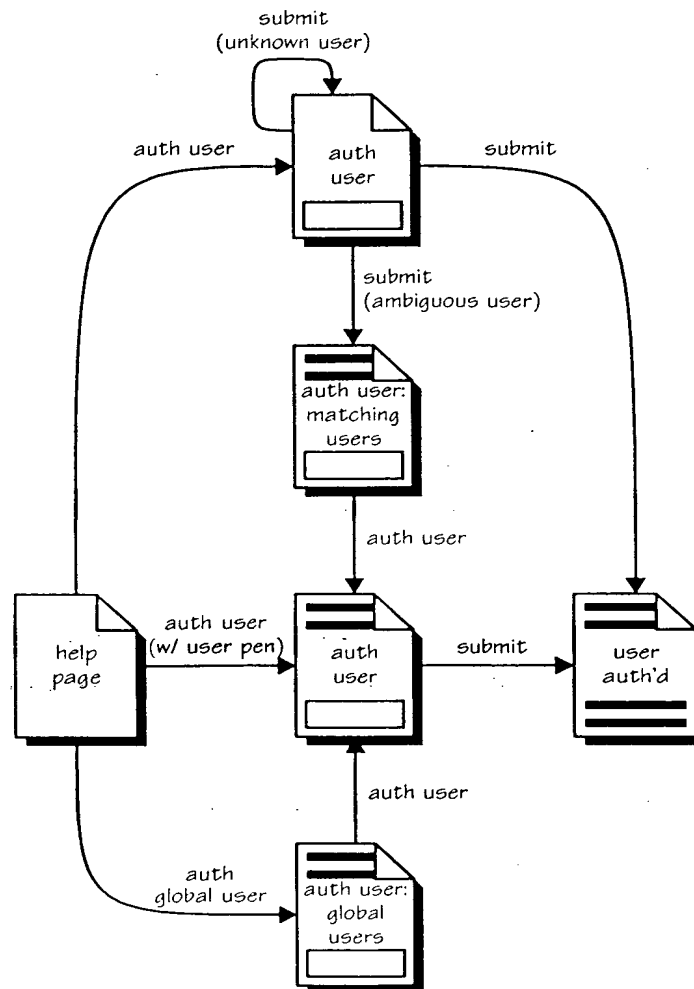 submit
(unknown user)
auth user
auth
user
submit
submit
(ambiguous user)
auth user:
matching
users
auth user
help
page
auth user
(w/ user pen)
auth
user
submit
user
auth'd
auth user
auth
global user
auth user:
global
users